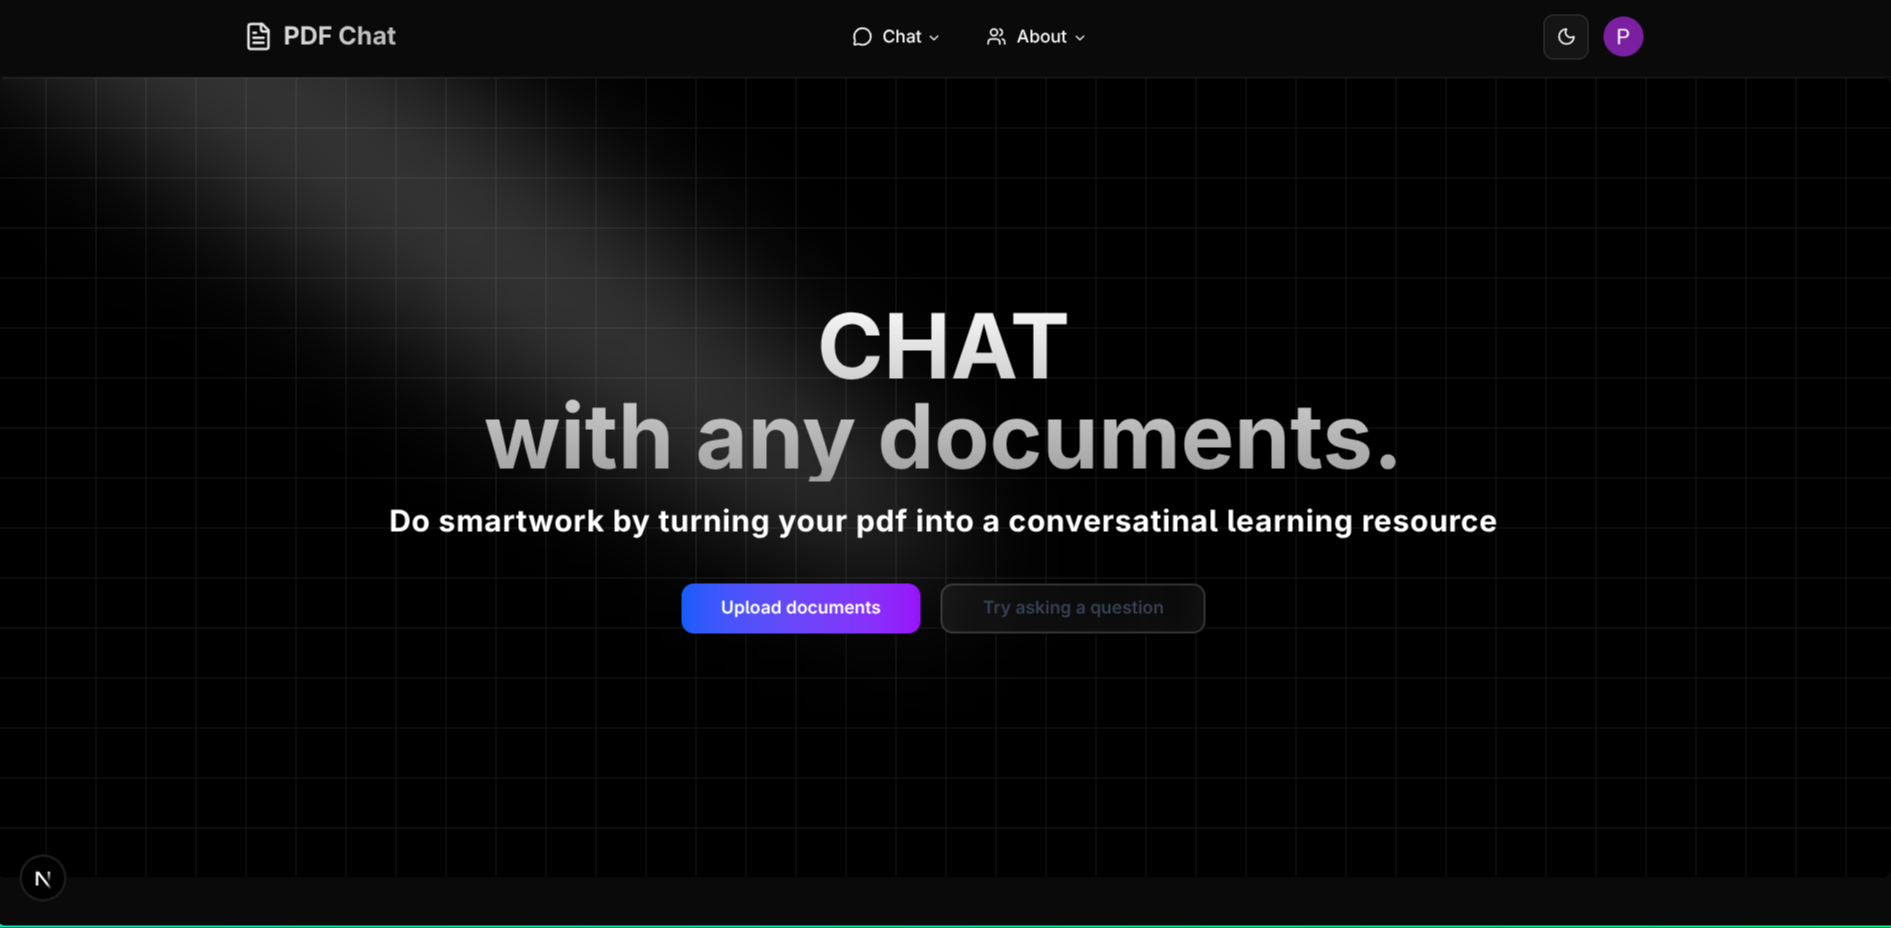 PDF Chat
Chat
About
P
CHAT
with any documents.
Do smartwork by turning your pdf into a conversatinal learning resource
Upload documents
Try asking a question
N